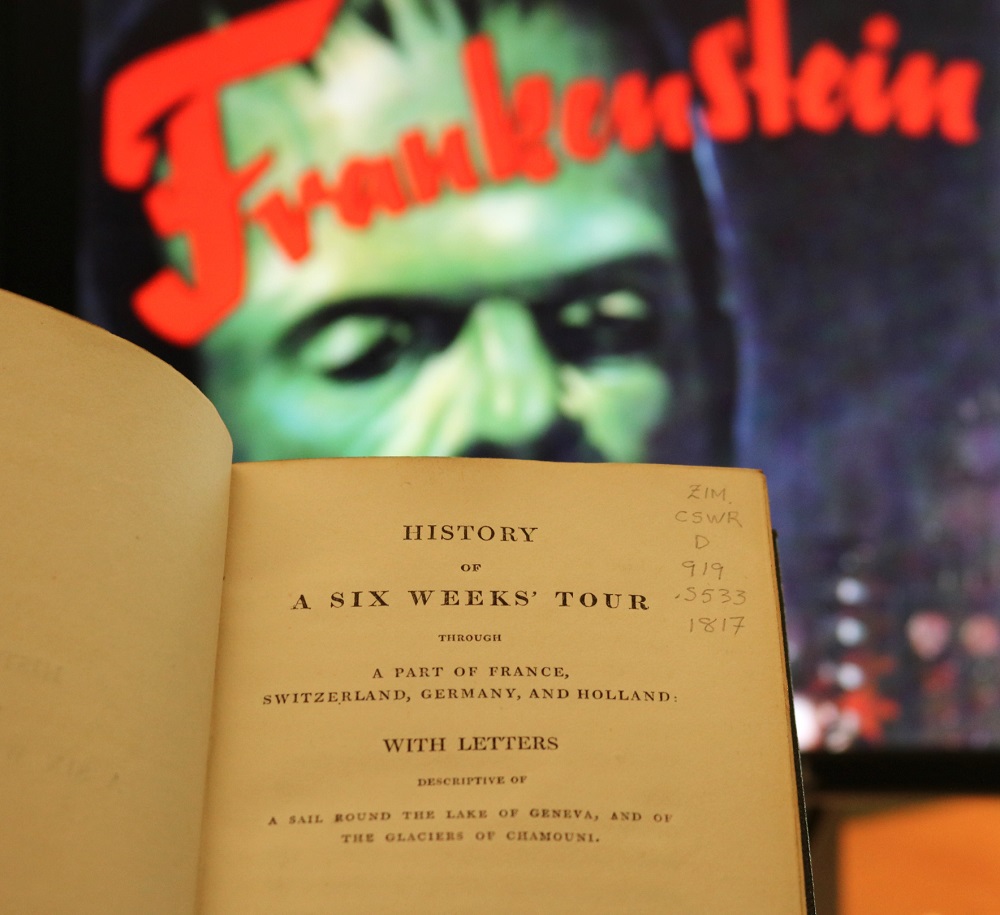 Frankenstein
HISTORY
OF
A SIX WEEKS' TOUR
THROUGH
A PART OF FRANCE,
SWITZERLAND, GERMANY, AND HOLLAND:
WITH LETTERS
DESCRIPTIVE OF
A SAIL ROUND THE LAKE OF GENEVA, AND OF
THE GLACIERS OF CHAMOUNI.
ZIM.
CSWR
D
919
.S533
1817